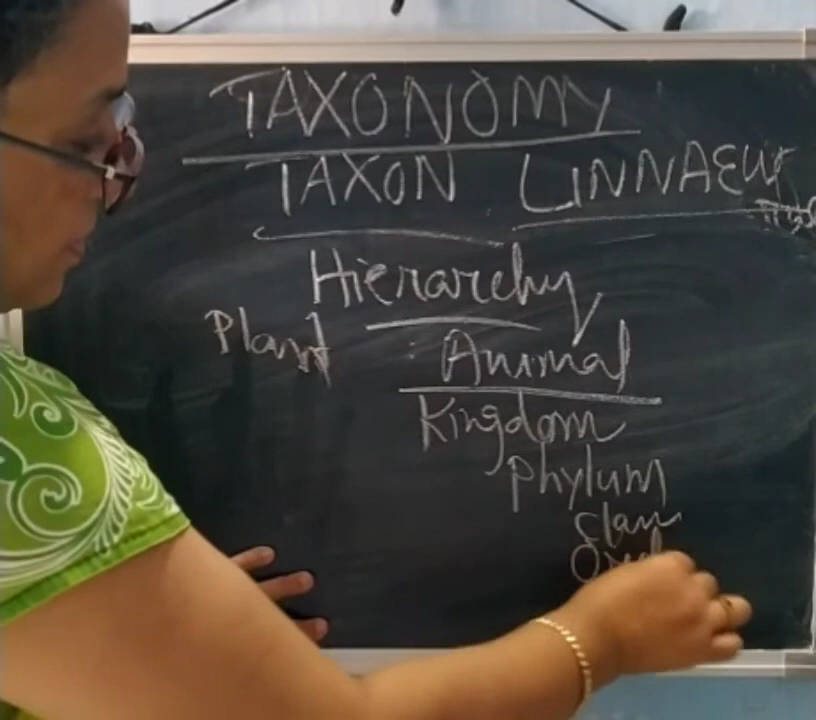 TAXONOMY
TAXON LINNAEUS
Hierarchy
Plant : Animal
Kingdom
Phylum
Class